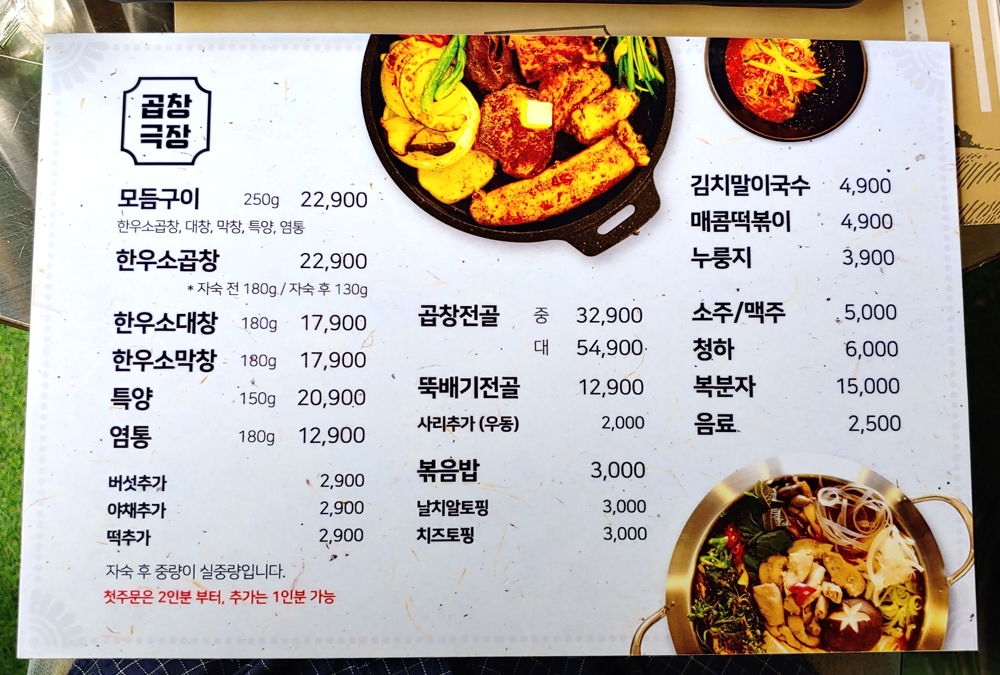 곱창
극장
모듬구이 250g 22,900
한우소곱창, 대창, 막창, 특양, 염통
한우소곱창 22,900
* 자숙 전 180g / 자숙 후 130g
한우소대창 180g 17,900
한우소막창 180g 17,900
특양 150g 20,900
염통 180g 12,900
버섯추가 2,900
야채추가 2,900
떡추가 2,900
자숙 후 중량이 실중량입니다.
첫주문은 2인분 부터, 추가는 1인분 가능
곱창전골 중 32,900
대 54,900
뚝배기전골 12,900
사리추가 (우동) 2,000
볶음밥 3,000
날치알토핑 3,000
치즈토핑 3,000
김치말이국수 4,900
매콤떡볶이 4,900
누룽지 3,900
소주/맥주 5,000
청하 6,000
복분자 15,000
음료 2,500